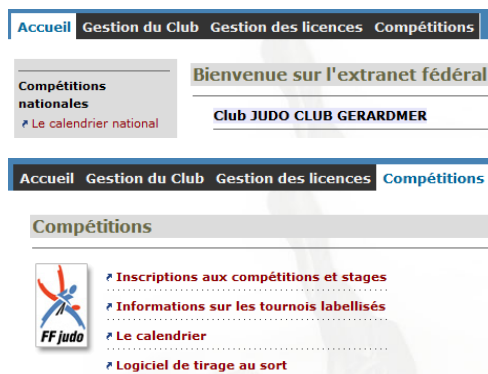 Accueil Gestion du Club Gestion des licences Compétitions
Compétitions
nationales
Le calendrier national
Bienvenue sur l'extranet fédéral
Club JUDO CLUB GERARDMER
Accueil Gestion du Club Gestion des licences Compétitions
Compétitions
FF judo
Inscriptions aux compétitions et stages
Informations sur les tournois labellisés
Le calendrier
Logiciel de tirage au sort